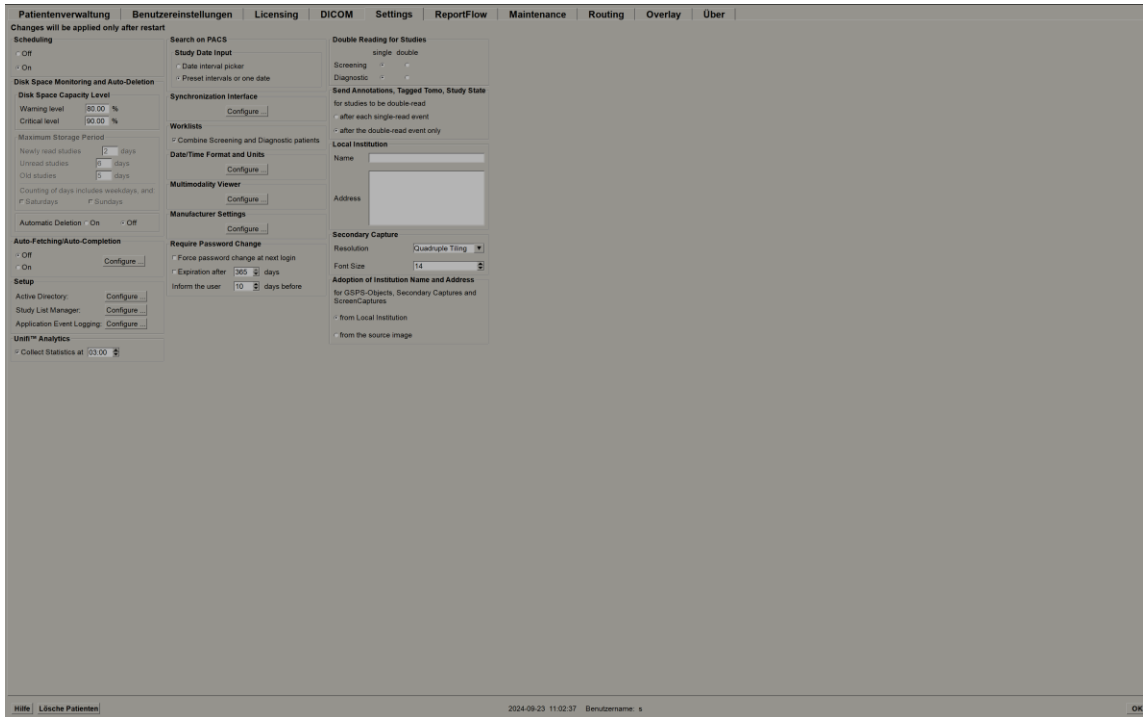 Patientenverwaltung Benutzereinstellungen Licensing DICOM Settings ReportFlow Maintenance Routing Overlay Über
Changes will be applied only after restart
Scheduling
Off
On
Disk Space Monitoring and Auto-Deletion
Disk Space Capacity Level
Warning level 80.00 %
Critical level 90.00 %
Maximum Storage Period
Newly read studies 2 days
Unread studies 8 days
Old studies 5 days
Counting of days includes weekdays, and
Saturdays Sundays
Automatic Deletion On Off
Auto-Fetching/Auto-Completion
Off
On
Configure ...
Setup
Active Directory: Configure ...
Study List Manager: Configure ...
Application Event Logging: Configure ...
Unifi™ Analytics
Collect Statistics at 03:00
Search on PACS
Study Date Input
Date interval picker
Preset intervals or one date
Synchronization Interface
Configure ...
Worklists
Combine Screening and Diagnostic patients
Date/Time Format and Units
Configure ...
Multimodality Viewer
Configure ...
Manufacturer Settings
Configure ...
Require Password Change
Force password change at next login
Expiration after 365 days
Inform the user 10 days before
Double Reading for Studies
single double
Screening
Diagnostic
Send Annotations, Tagged Tomo, Study State
for studies to be double-read
after each single-read event
after the double-read event only
Local Institution
Name
Address
Secondary Capture
Resolution Quadruple Tiling
Font Size 14
Adoption of Institution Name and Address
for GSPS-Objects, Secondary Captures and
ScreenCaptures
from Local Institution
from the source image
Hilfe Lösche Patienten 2024-09-23 11:02:37 Benutzername: s OK